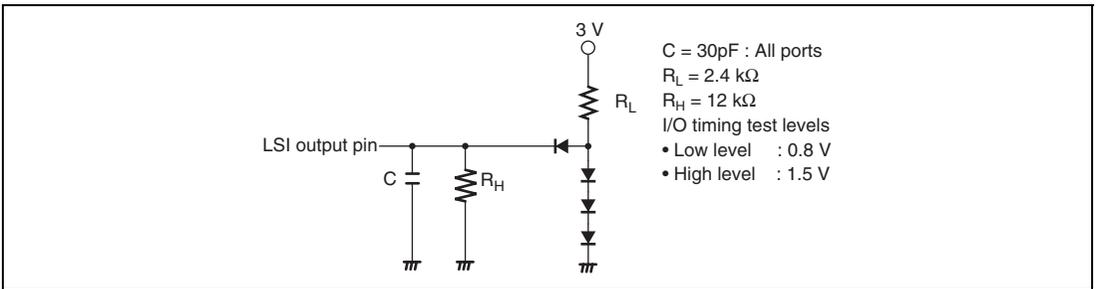 3 V
C = 30pF : All ports
R_L = 2.4 kΩ
R_L
R_H = 12 kΩ
I/O timing test levels
LSI output pin
• Low level : 0.8 V
• High level : 1.5 V
C
R_H